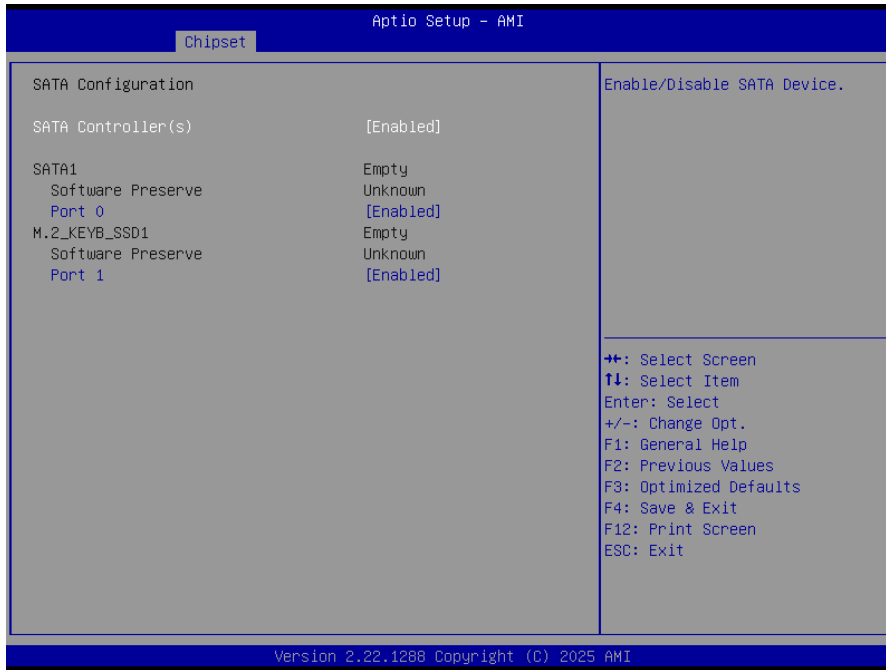 Aptio Setup - AMI
Chipset
SATA Configuration
SATA Controller(s) [Enabled]
SATA1 Empty
Software Preserve Unknown
Port 0 [Enabled]
M.2_KEYB_SSD1 Empty
Software Preserve Unknown
Port 1 [Enabled]
Enable/Disable SATA Device.
→←: Select Screen
↑↓: Select Item
Enter: Select
+/-: Change Opt.
F1: General Help
F2: Previous Values
F3: Optimized Defaults
F4: Save & Exit
F12: Print Screen
ESC: Exit
Version 2.22.1288 Copyright (C) 2025 AMI